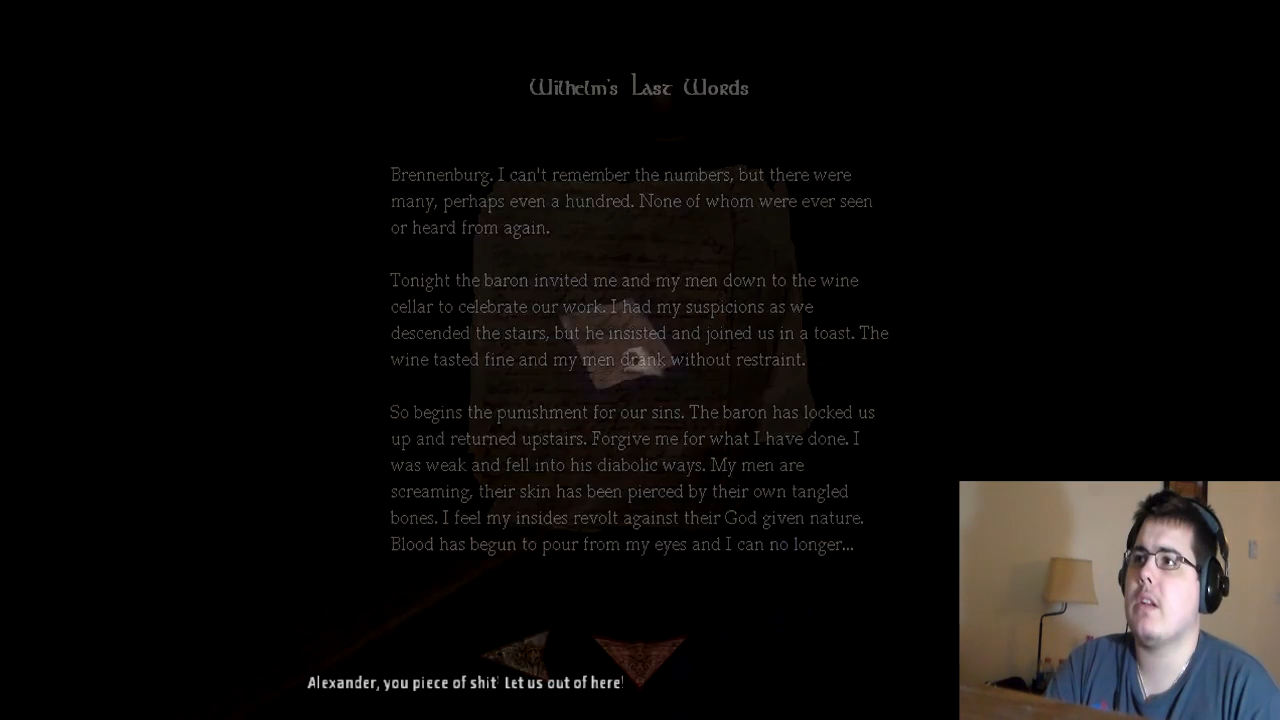 Wilhelm's Last Words
Brennenburg. I can't remember the numbers, but there were
many, perhaps even a hundred. None of whom were ever seen
or heard from again.
Tonight the baron invited me and my men down to the wine
cellar to celebrate our work. I had my suspicions as we
descended the stairs, but he insisted and joined us in a toast. The
wine tasted fine and my men drank without restraint.
So begins the punishment for our sins. The baron has locked us
up and returned upstairs. Forgive me for what I have done. I
was weak and fell into his diabolic ways. My men are
screaming, their skin has been pierced by their own tangled
bones. I feel my insides revolt against their God given nature.
Blood has begun to pour from my eyes and I can no longer...
Alexander, you piece of shit! Let us out of here!